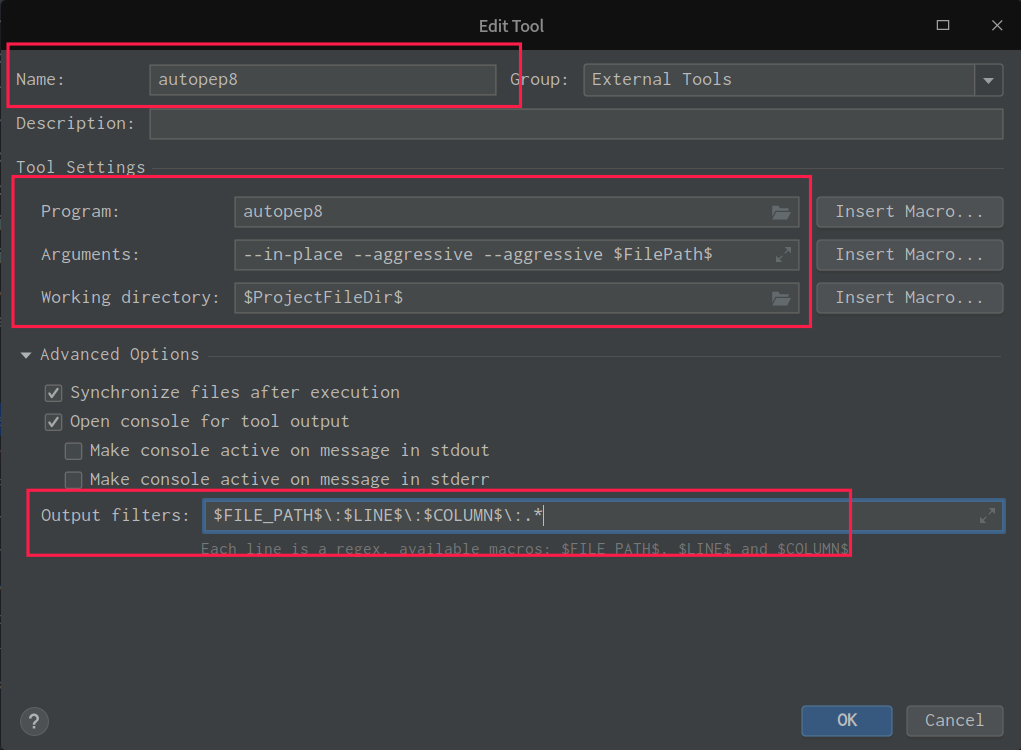 Edit Tool
Name: autopep8 Group: External Tools
Description:
Tool Settings
Program: autopep8 Insert Macro...
Arguments: --in-place --aggressive --aggressive $FilePath$ Insert Macro...
Working directory: $ProjectFileDir$ Insert Macro...
Advanced Options
Synchronize files after execution
Open console for tool output
Make console active on message in stdout
Make console active on message in stderr
Output filters: $FILE_PATH$\:$LINE$\:$COLUMN$\:.*
Each line is a regex, available macros: $FILE_PATH$, $LINE$ and $COLUMN$
? OK Cancel